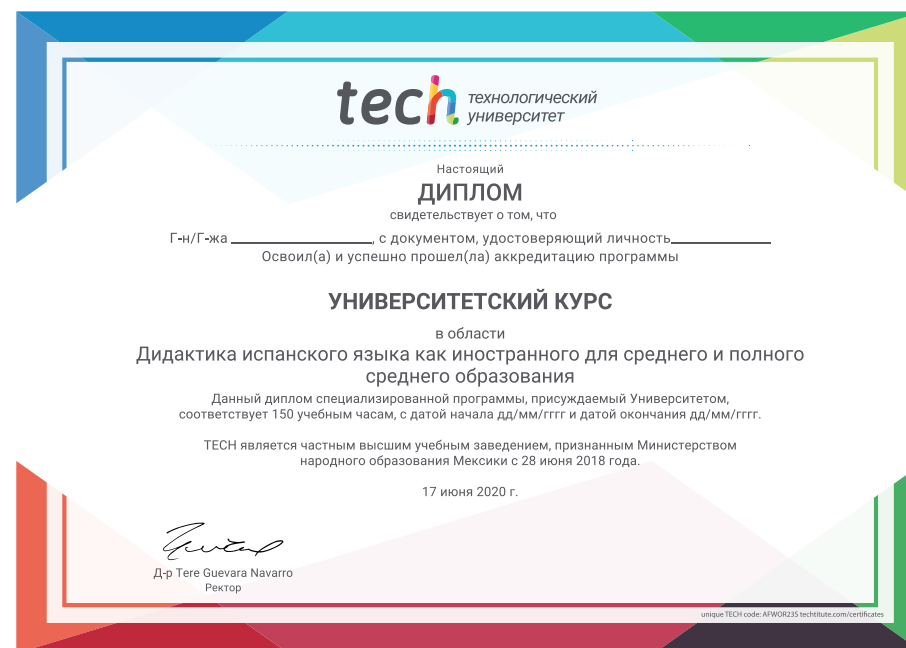 tech технологический
университет
Настоящий
ДИПЛОМ
свидетельствует о том, что
Г-н/Г-жа ____________________, с документом, удостоверяющий личность______________
Освоил(а) и успешно прошел(ла) аккредитацию программы
УНИВЕРСИТЕТСКИЙ КУРС
в области
Дидактика испанского языка как иностранного для среднего и полного
среднего образования
Данный диплом специализированной программы, присуждаемый Университетом,
соответствует 150 учебным часам, с датой начала дд/мм/гггг и датой окончания дд/мм/гггг.
TECH является частным высшим учебным заведением, признанным Министерством
народного образования Мексики с 28 июня 2018 года.
17 июня 2020 г.
Д-р Tere Guevara Navarro
Ректор
unique TECH code: AFWOR23S techtitute.com/certificates